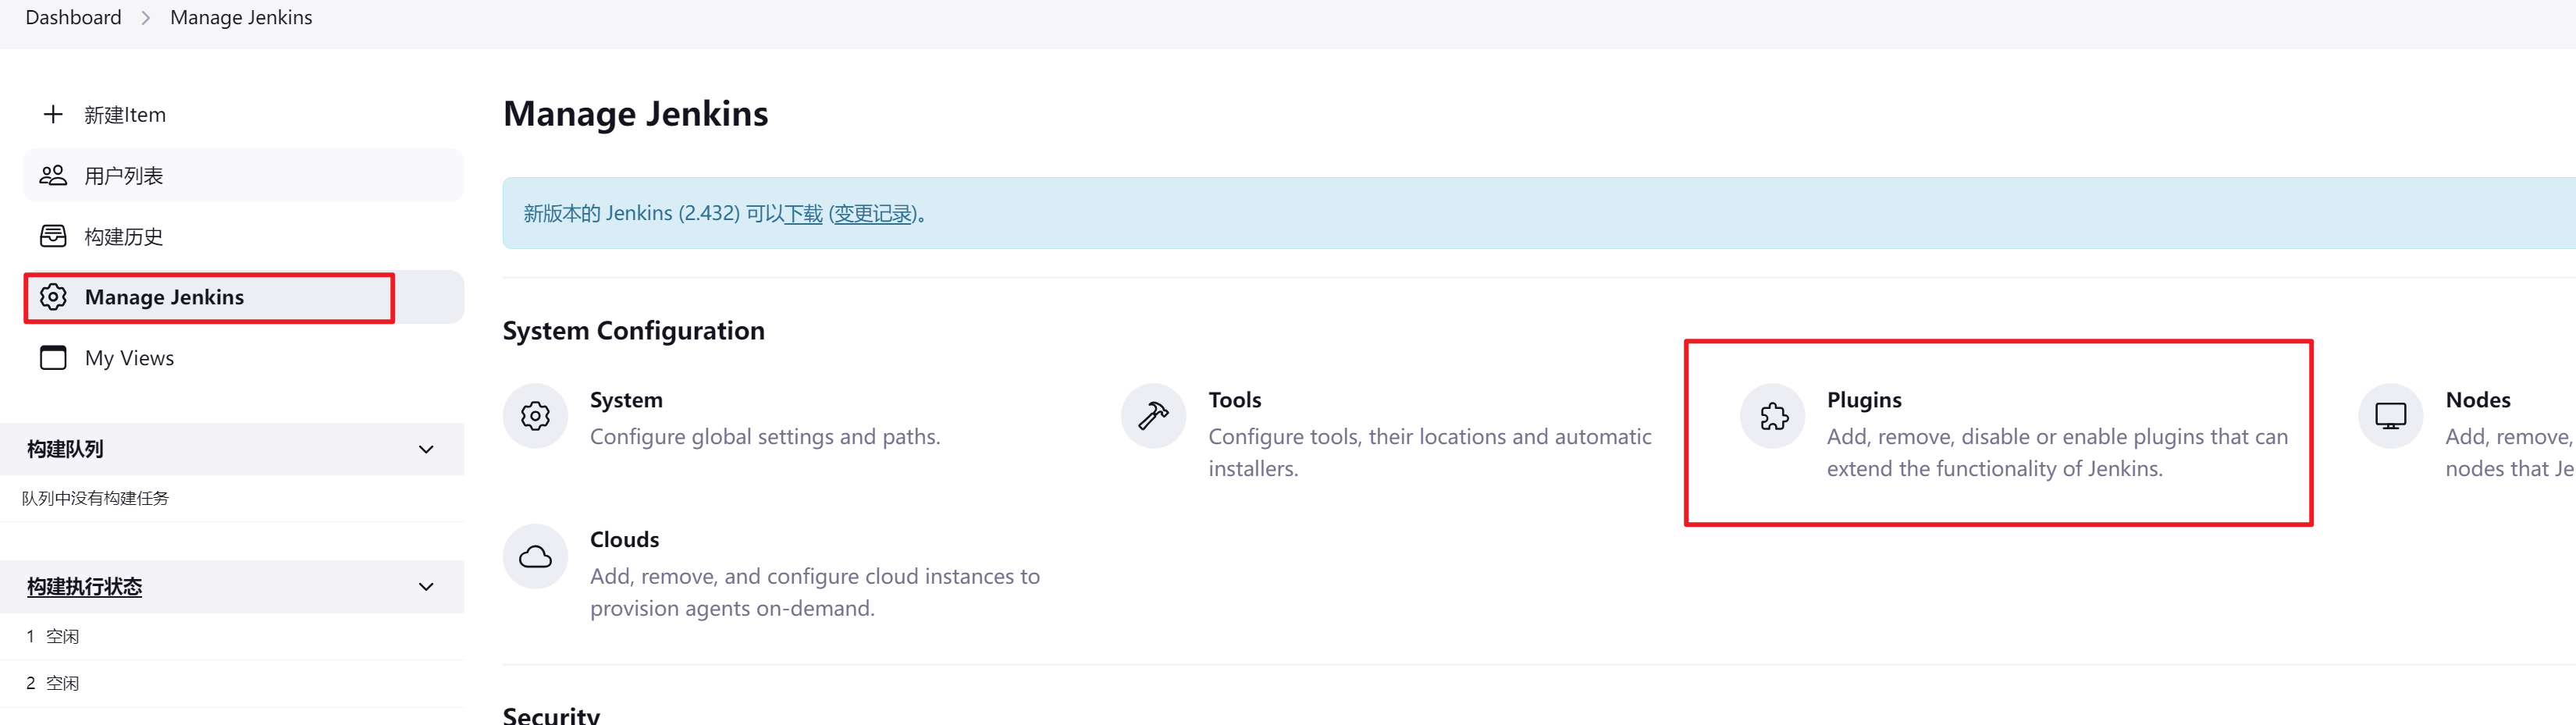 Dashboard > Manage Jenkins
新建Item
用户列表
构建历史
Manage Jenkins
My Views
构建队列
队列中没有构建任务
构建执行状态
1 空闲
2 空闲
Manage Jenkins
新版本的 Jenkins (2.432) 可以下载 (变更记录)。
System Configuration
System
Configure global settings and paths.
Tools
Configure tools, their locations and automatic
installers.
Plugins
Add, remove, disable or enable plugins that can
extend the functionality of Jenkins.
Nodes
Add, remove,
nodes that Je
Clouds
Add, remove, and configure cloud instances to
provision agents on-demand.
Security